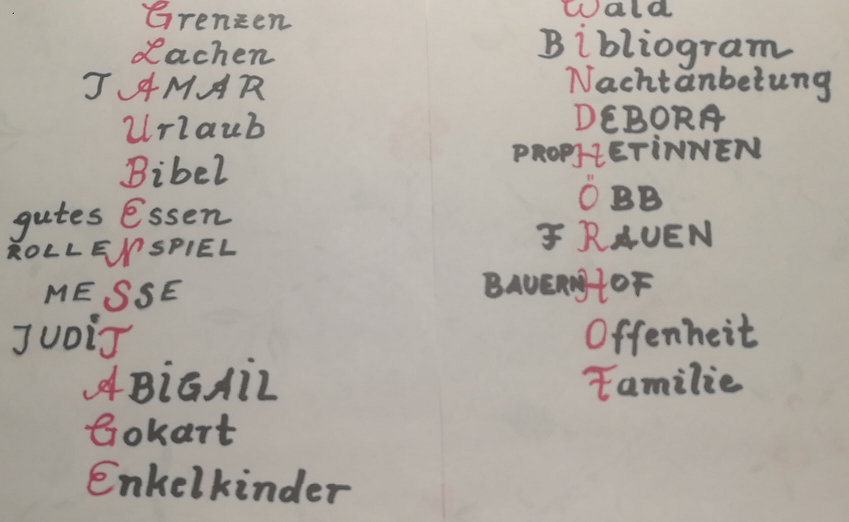 Grenzen
Lachen
TAMAR
Urlaub
Bibel
gutes Essen
ROLLENSPIEL
MESSE
JUDiT
ABiGAiL
Gokart
Enkelkinder
Wald
Bibliogram
Nachtanbetung
DEBORA
PROPHETiNNEN
ÖBB
FRAUEN
BAUERNHOF
Offenheit
Familie